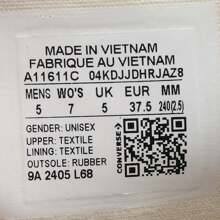 MADE IN VIETNAM
FABRIQUE AU VIETNAM
A11611C 04KDJJDHRJAZ8
MENS WO'S UK EUR MM
5 7 5 37.5 240(2.5)
GENDER: UNISEX
UPPER: TEXTILE
LINING: TEXTILE
OUTSOLE: RUBBER
9A 2405 L68
CONVERSE